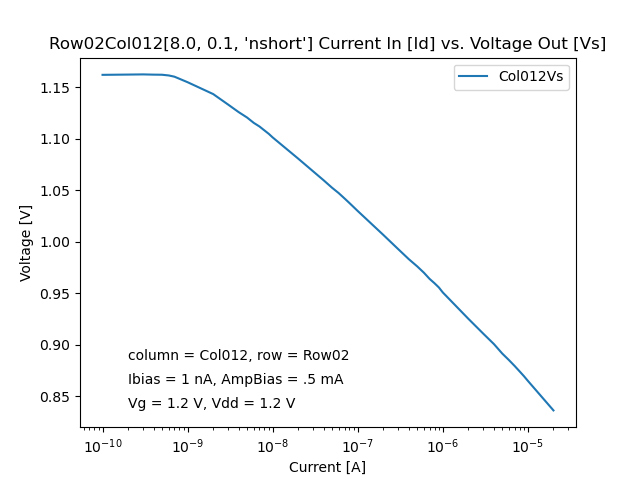 Row02Col012[8.0, 0.1, 'nshort'] Current In [Id] vs. Voltage Out [Vs]
Col012Vs
1.15
1.10
1.05
1.00
0.95
0.90
0.85
Voltage [V]
column = Col012, row = Row02
Ibias = 1 nA, AmpBias = .5 mA
Vg = 1.2 V, Vdd = 1.2 V
10⁻¹⁰ 10⁻⁹ 10⁻⁸ 10⁻⁷ 10⁻⁶ 10⁻⁵
Current [A]